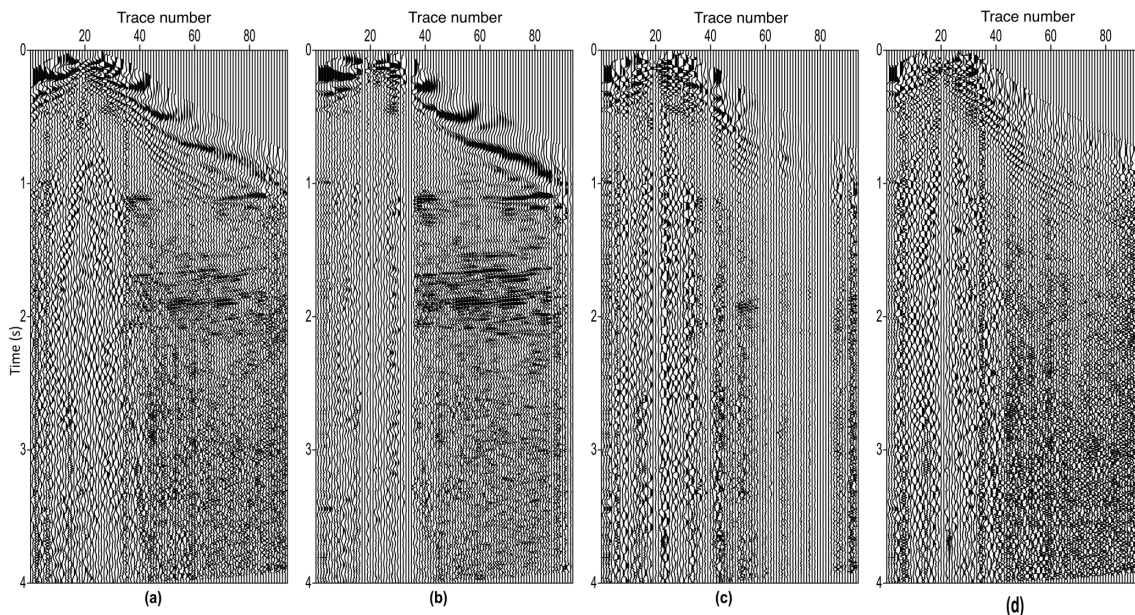 Trace number Trace number Trace number Trace number
20 40 60 80 20 40 60 80 20 40 60 80 20 40 60 80
0 0 0 0
1 1 1 1
Time (s)
2 2 2 2
3 3 3 3
4 4 4 4
(a) (b) (c) (d)